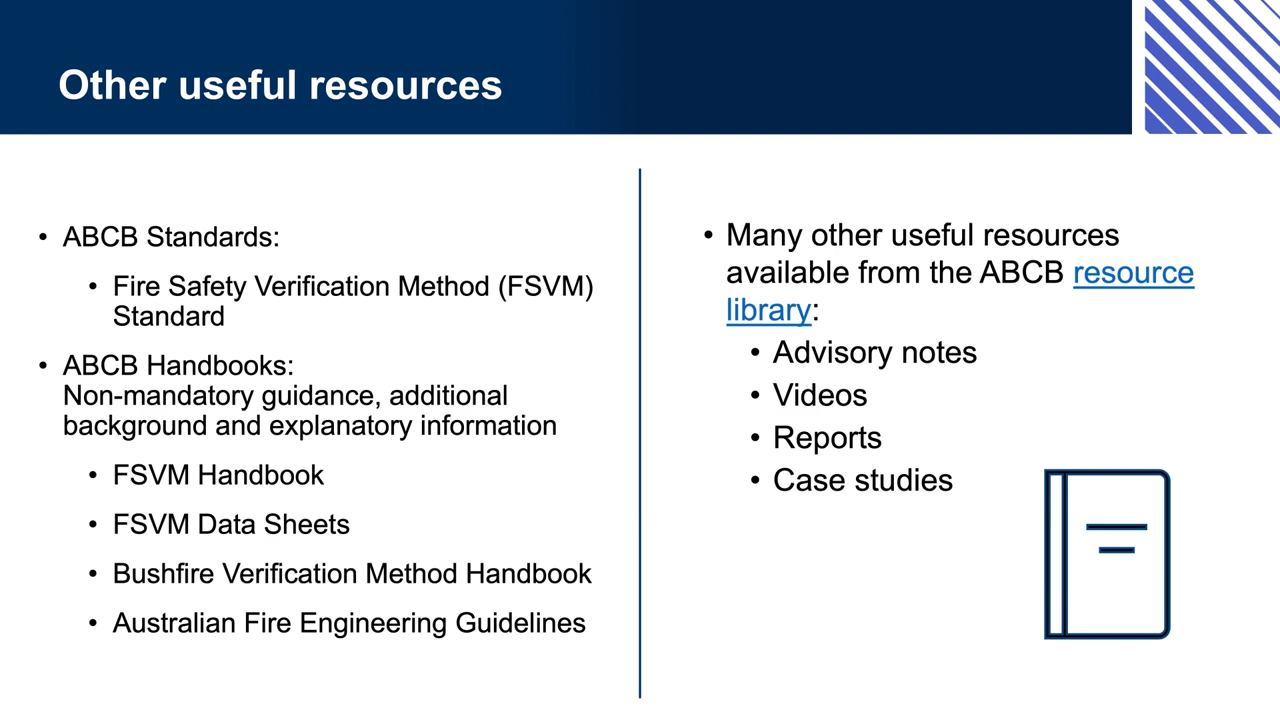 Other useful resources
• ABCB Standards:
• Fire Safety Verification Method (FSVM)
Standard
• ABCB Handbooks:
Non-mandatory guidance, additional
background and explanatory information
• FSVM Handbook
• FSVM Data Sheets
• Bushfire Verification Method Handbook
• Australian Fire Engineering Guidelines
• Many other useful resources
available from the ABCB resource
library:
• Advisory notes
• Videos
• Reports
• Case studies